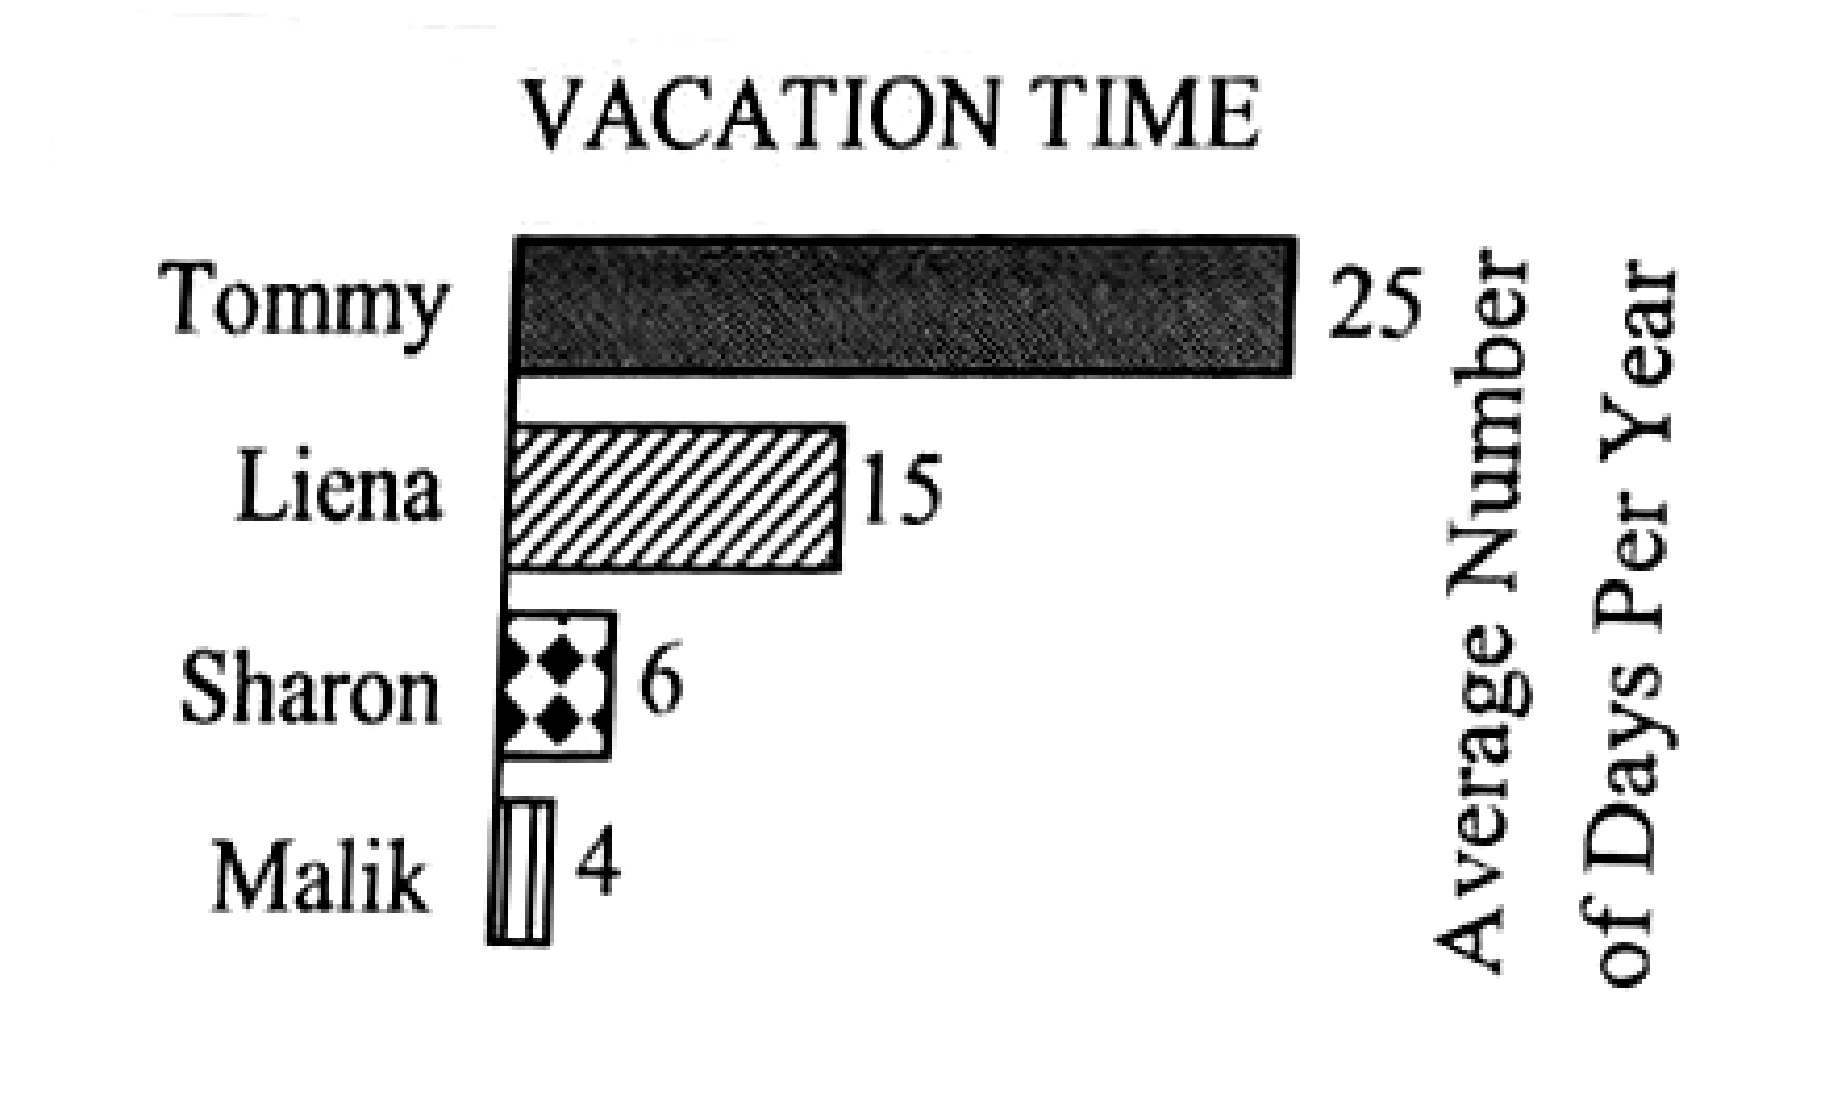 VACATION TIME
Tommy
25
Liena
15
Sharon
6
Malik
4
Average Number
of Days Per Year